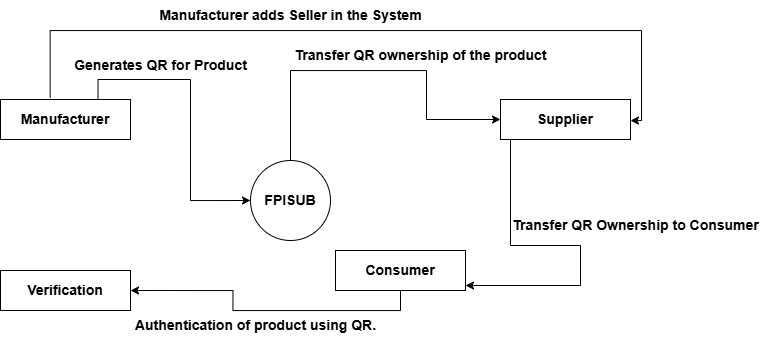 Manufacturer adds Seller in the System
Transfer QR ownership of the product
Generates QR for Product
Manufacturer
Supplier
FPISUB
Transfer QR Ownership to Consumer
Consumer
Verification
Authentication of product using QR.